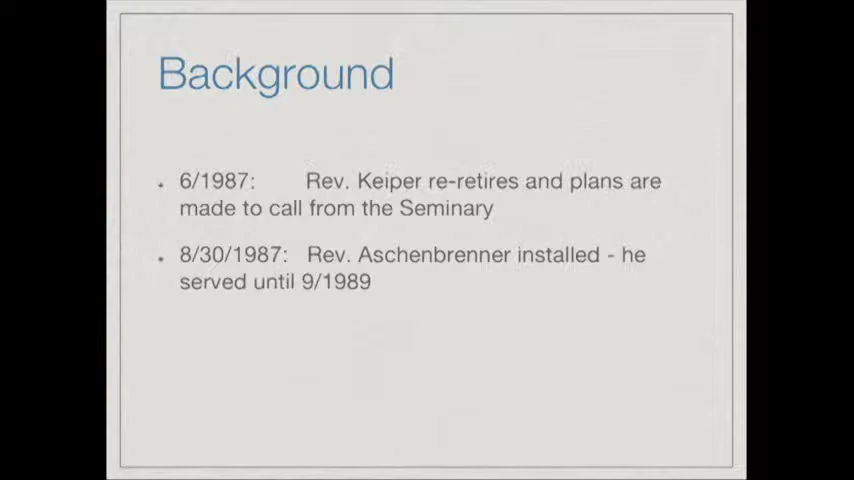 Background
• 6/1987: Rev. Keiper re-retires and plans are
made to call from the Seminary
• 8/30/1987: Rev. Aschenbrenner installed - he
served until 9/1989